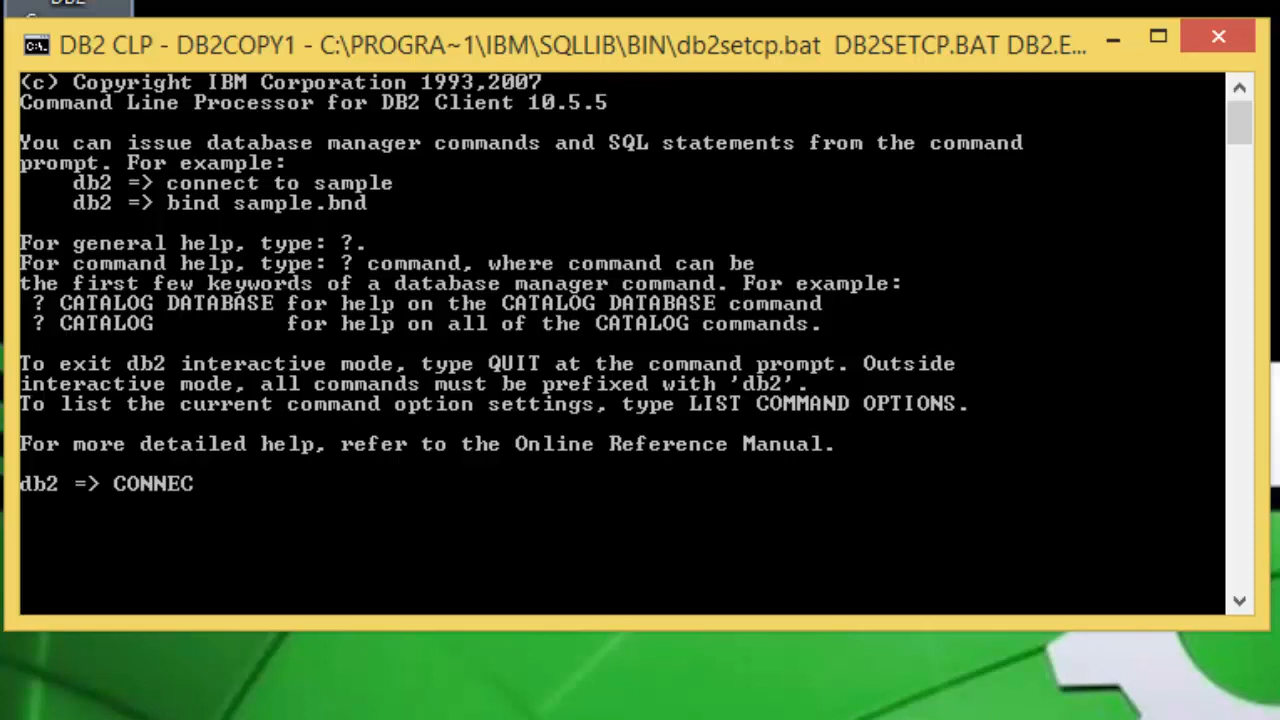 DB2
DB2 CLP - DB2COPY1 - C:\PROGRA~1\IBM\SQLLIB\BIN\db2setcp.bat  DB2SETCP.BAT DB2.E...
(c) Copyright IBM Corporation 1993,2007
Command Line Processor for DB2 Client 10.5.5
You can issue database manager commands and SQL statements from the command
prompt. For example:
    db2 => connect to sample
    db2 => bind sample.bnd
For general help, type: ?.
For command help, type: ? command, where command can be
the first few keywords of a database manager command. For example:
 ? CATALOG DATABASE for help on the CATALOG DATABASE command
 ? CATALOG          for help on all of the CATALOG commands.
To exit db2 interactive mode, type QUIT at the command prompt. Outside
interactive mode, all commands must be prefixed with 'db2'.
To list the current command option settings, type LIST COMMAND OPTIONS.
For more detailed help, refer to the Online Reference Manual.
db2 => CONNEC